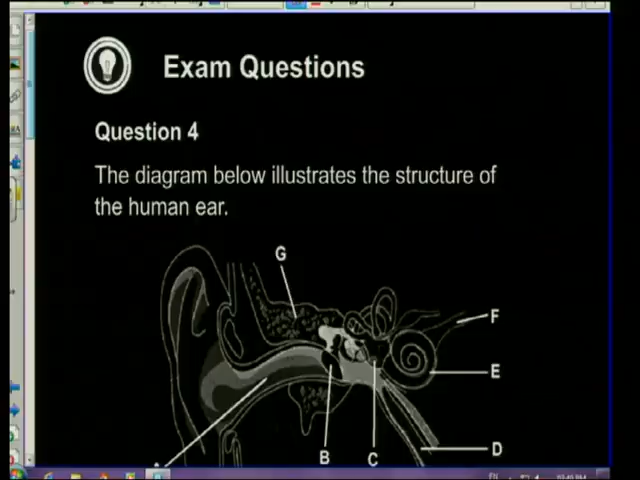 Exam Questions
Question 4
The diagram below illustrates the structure of
the human ear.
G
F
E
B
C
D